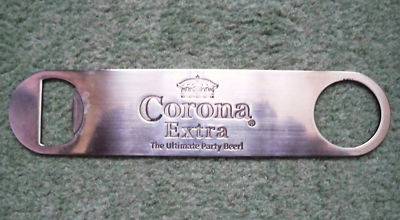 Corona®
Extra
The Ultimate Party Beer!